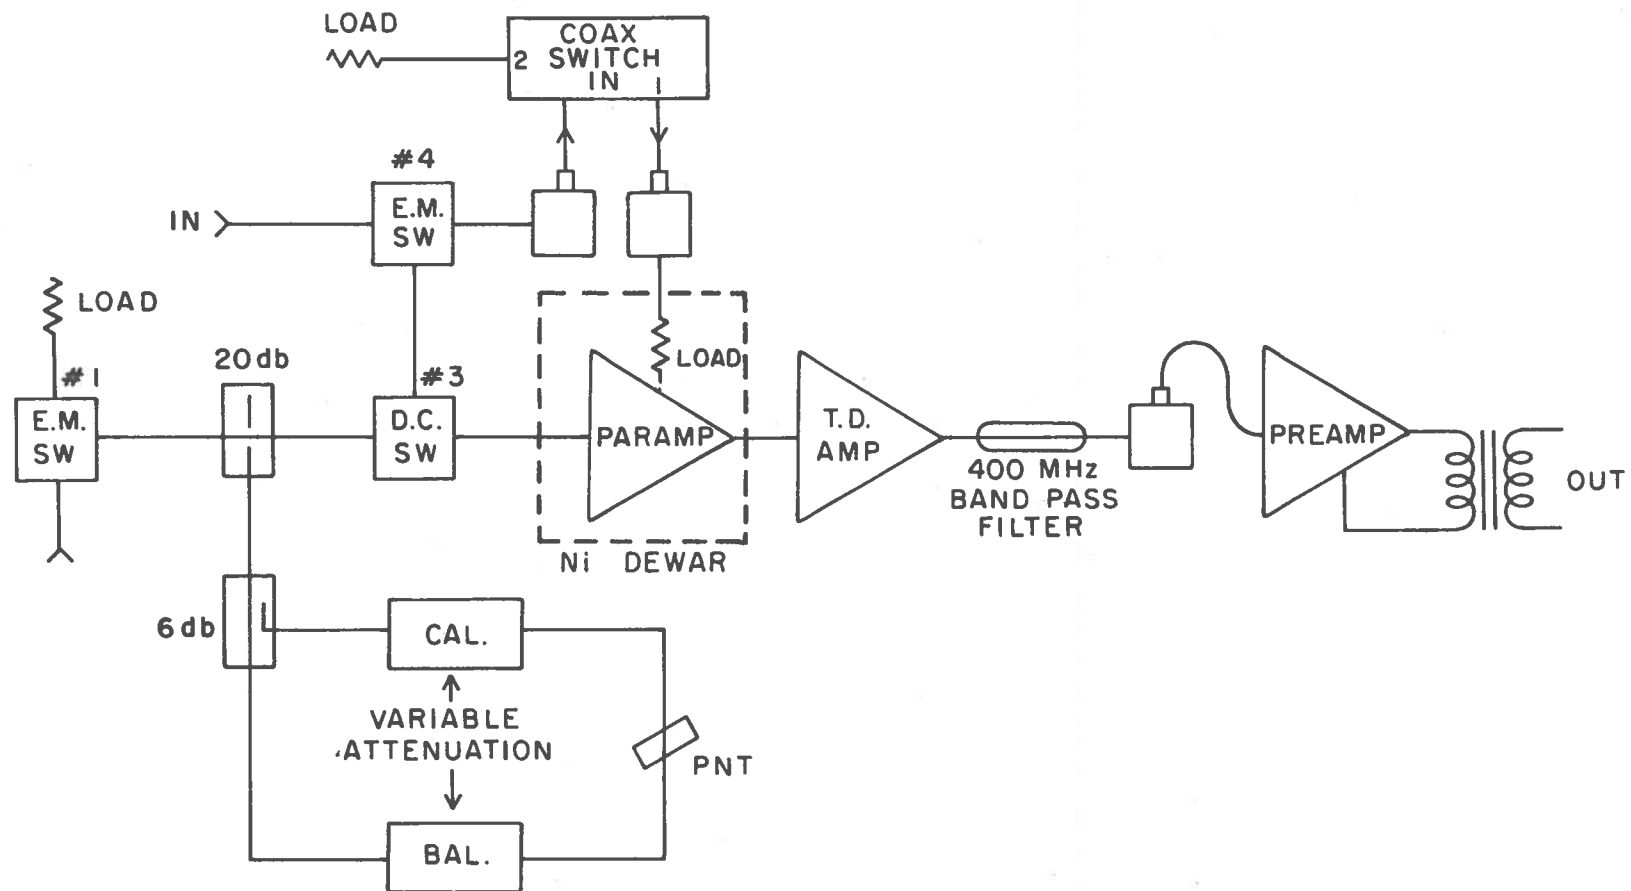 LOAD
COAX
2 SWITCH
IN
#4
E.M.
SW
IN
LOAD
20db
#1
#3
E.M.
SW
D.C.
SW
LOAD
PARAMP
T.D.
AMP
PREAMP
400 MHz
BAND PASS
FILTER
OUT
Ni DEWAR
6db
CAL.
VARIABLE
ATTENUATION
PNT
BAL.